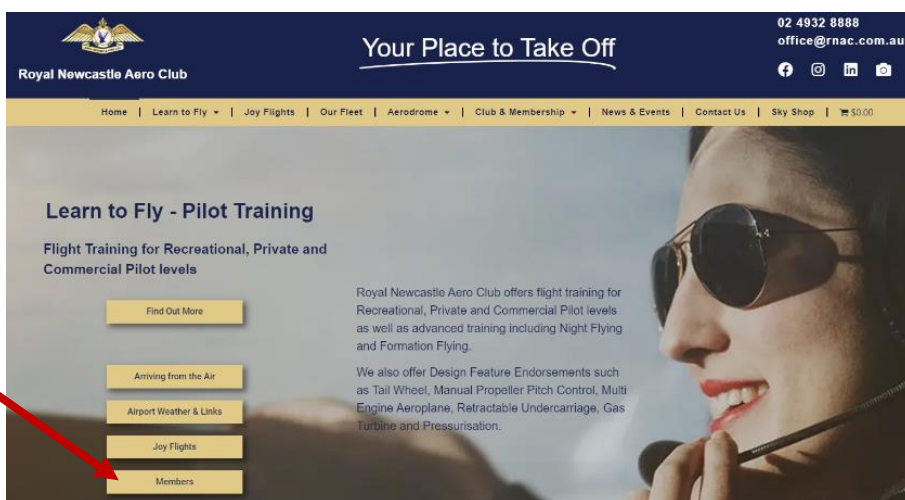 02 4932 8888
office@rnac.com.au
Your Place to Take Off
Royal Newcastle Aero Club
Home | Learn to Fly | Joy Flights | Our Fleet | Aerodrome | Club & Membership | News & Events | Contact Us | Sky Shop | $0.00
Learn to Fly - Pilot Training
Flight Training for Recreational, Private and
Commercial Pilot levels
Find Out More
Arriving from the Air
Airport Weather & Links
Joy Flights
Members
Royal Newcastle Aero Club offers flight training for
Recreational, Private and Commercial Pilot levels
as well as advanced training including Night Flying
and Formation Flying.
We also offer Design Feature Endorsements such
as Tail Wheel, Manual Propeller Pitch Control, Multi
Engine Aeroplane, Retractable Undercarriage, Gas
Turbine and Pressurisation.